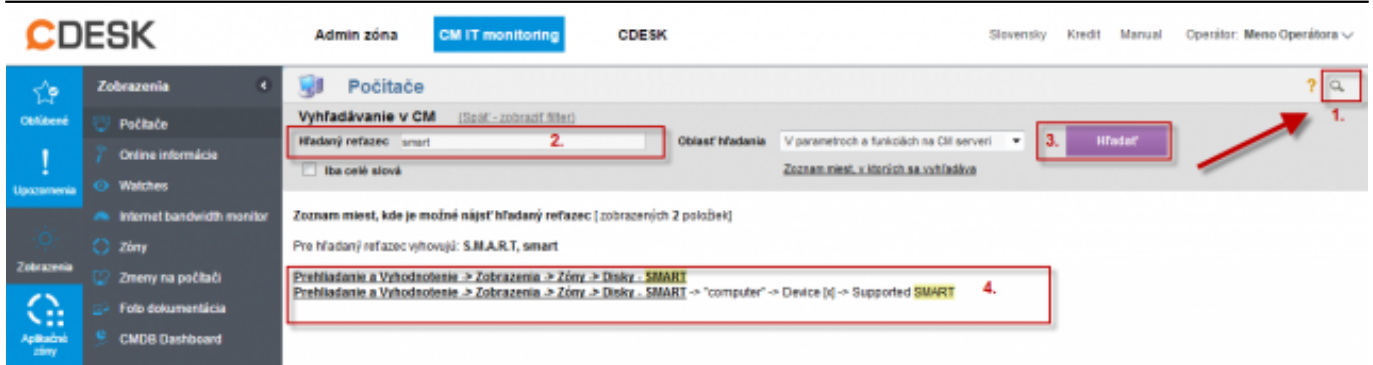 CDESK
Admin zóna CM IT monitoring CDESK Slovensky Kredit Manual Operátor: Meno Operátora
Obľúbené
Upozornenia
Zobrazenia
Aplikačné zóny
Zobrazenia
Počítače
Online informácie
Watches
Internet bandwidth monitor
Zóny
Zmeny na počítači
Foto dokumentácia
CMDB Dashboard
Počítače ?
1.
Vyhľadávanie v CM (Späť - zobraziť filter)
Hľadaný reťazec smart 2. Oblasť hľadania V parametroch a funkciách na CM serveri 3. Hľadať
Iba celé slová Zoznam miest, v ktorých sa vyhľadáva
Zoznam miest, kde je možné nájsť hľadaný reťazec [ zobrazených 2 položiek]
Pre hľadaný reťazec vyhovujú: S.M.A.R.T, smart
Prehliadanie a Vyhodnotenie -> Zobrazenia -> Zóny -> Disky - SMART
Prehliadanie a Vyhodnotenie -> Zobrazenia -> Zóny -> Disky - SMART -> "computer" -> Device [x] -> Supported SMART 4.